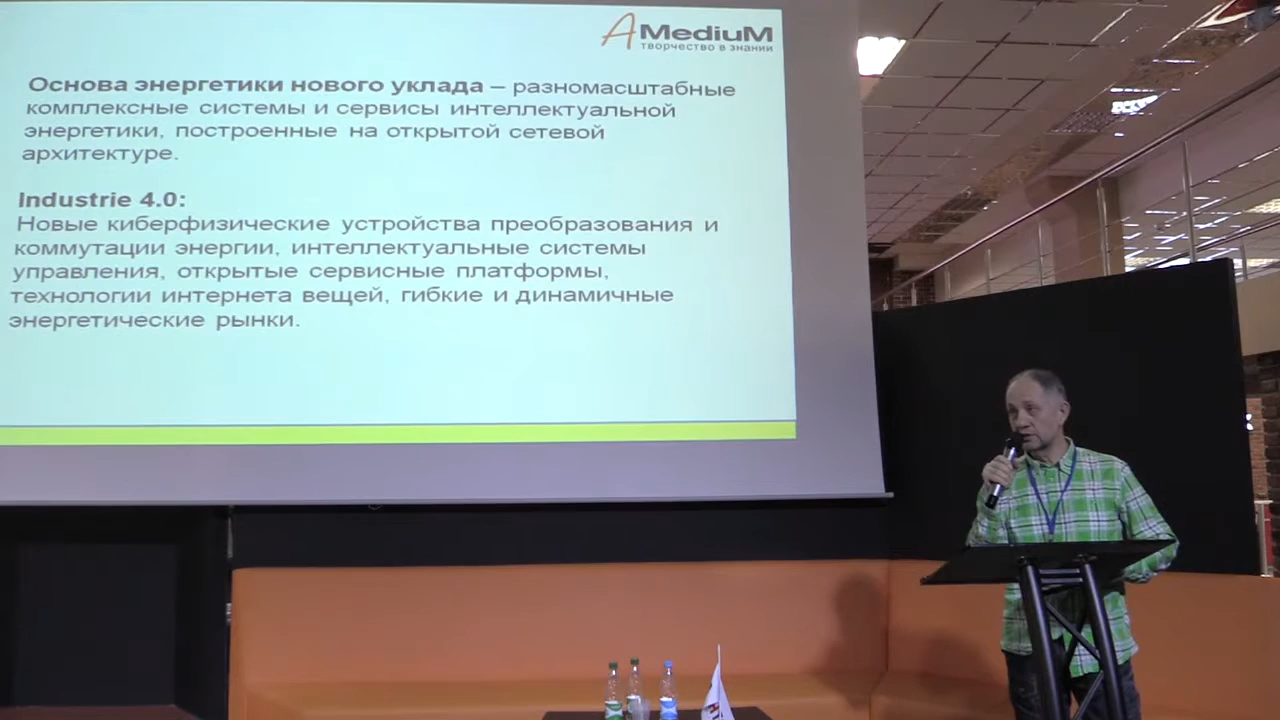 AMediuM
творчество в знании
Основа энергетики нового уклада – разномасштабные
комплексные системы и сервисы интеллектуальной
энергетики, построенные на открытой сетевой
архитектуре.
Industrie 4.0:
Новые киберфизические устройства преобразования и
коммутации энергии, интеллектуальные системы
управления, открытые сервисные платформы,
технологии интернета вещей, гибкие и динамичные
энергетические рынки.